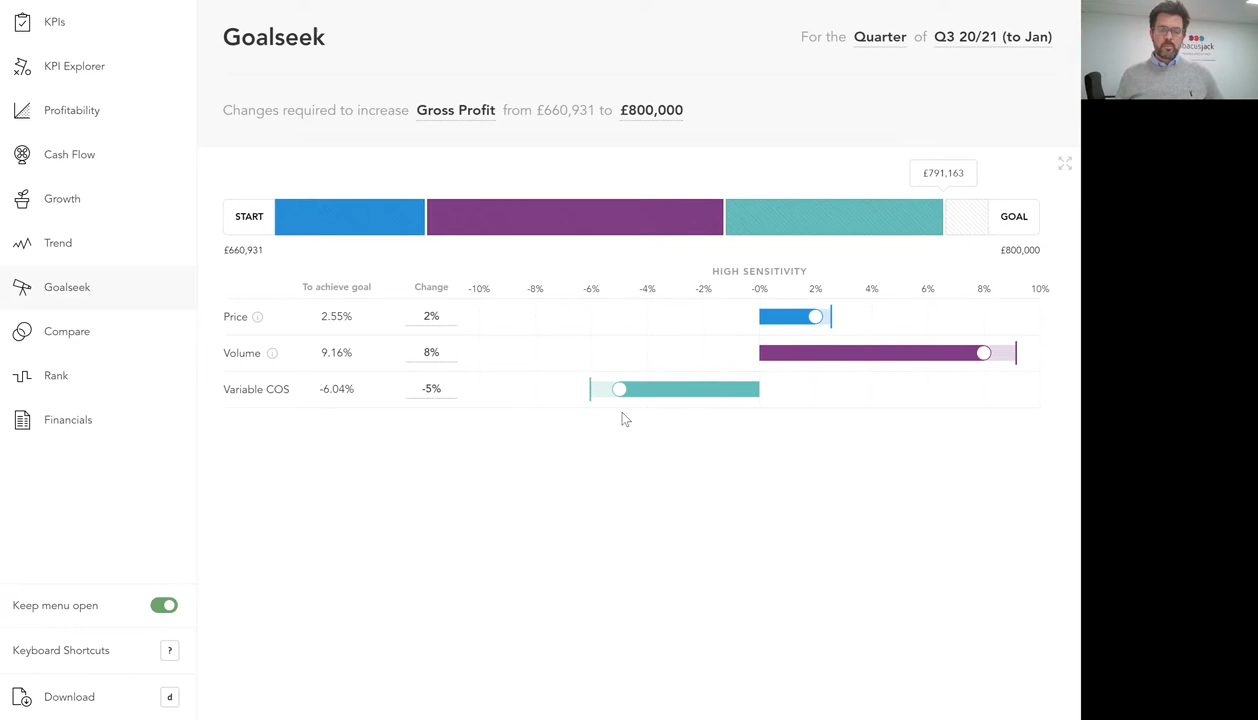 KPIs
KPI Explorer
Profitability
Cash Flow
Growth
Trend
Goalseek
Compare
Rank
Financials
Keep menu open
Keyboard Shortcuts ?
Download d
Goalseek
For the Quarter of Q3 20/21 (to Jan)
Changes required to increase Gross Profit from £660,931 to £800,000
£791,163
START GOAL
£660,931 £800,000
HIGH SENSITIVITY
To achieve goal Change -10% -8% -6% -4% -2% -0% 2% 4% 6% 8% 10%
Price 2.55% 2%
Volume 9.16% 8%
Variable COS -6.04% -5%
acusjack